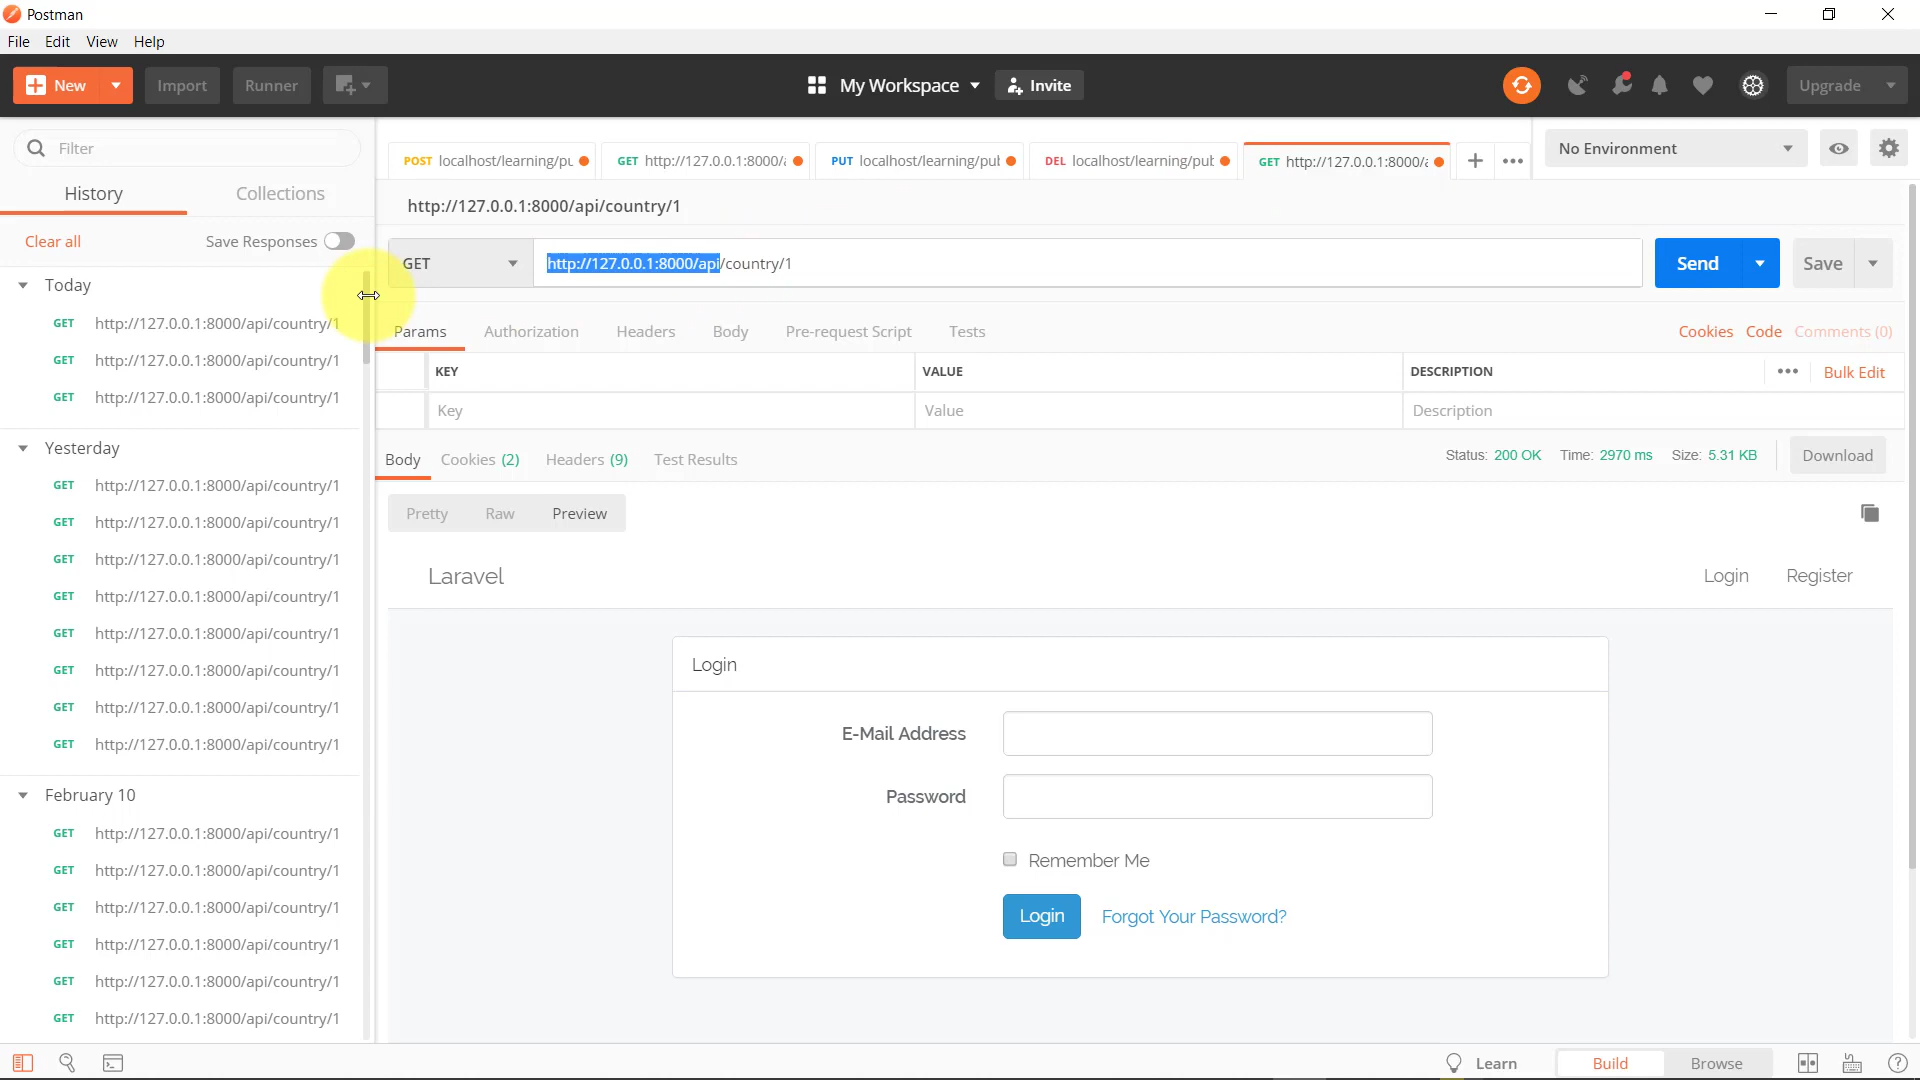 Postman
File Edit View Help
New Import Runner My Workspace Invite Upgrade
Filter
History Collections
Clear all Save Responses
Today
GET http://127.0.0.1:8000/api/country/1
GET http://127.0.0.1:8000/api/country/1
GET http://127.0.0.1:8000/api/country/1
Yesterday
GET http://127.0.0.1:8000/api/country/1
GET http://127.0.0.1:8000/api/country/1
GET http://127.0.0.1:8000/api/country/1
GET http://127.0.0.1:8000/api/country/1
GET http://127.0.0.1:8000/api/country/1
GET http://127.0.0.1:8000/api/country/1
GET http://127.0.0.1:8000/api/country/1
GET http://127.0.0.1:8000/api/country/1
February 10
GET http://127.0.0.1:8000/api/country/1
GET http://127.0.0.1:8000/api/country/1
GET http://127.0.0.1:8000/api/country/1
GET http://127.0.0.1:8000/api/country/1
GET http://127.0.0.1:8000/api/country/1
GET http://127.0.0.1:8000/api/country/1
POST localhost/learning/pu GET http://127.0.0.1:8000/a PUT localhost/learning/pul DEL localhost/learning/put GET http://127.0.0.1:8000/a No Environment
http://127.0.0.1:8000/api/country/1
GET http://127.0.0.1:8000/api/country/1 Send Save
Params Authorization Headers Body Pre-request Script Tests Cookies Code Comments (0)
KEY VALUE DESCRIPTION Bulk Edit
Key Value Description
Body Cookies (2) Headers (9) Test Results Status: 200 OK Time: 2970 ms Size: 5.31 KB Download
Pretty Raw Preview
Laravel Login Register
Login
E-Mail Address
Password
Remember Me
Login Forgot Your Password?
Learn Build Browse